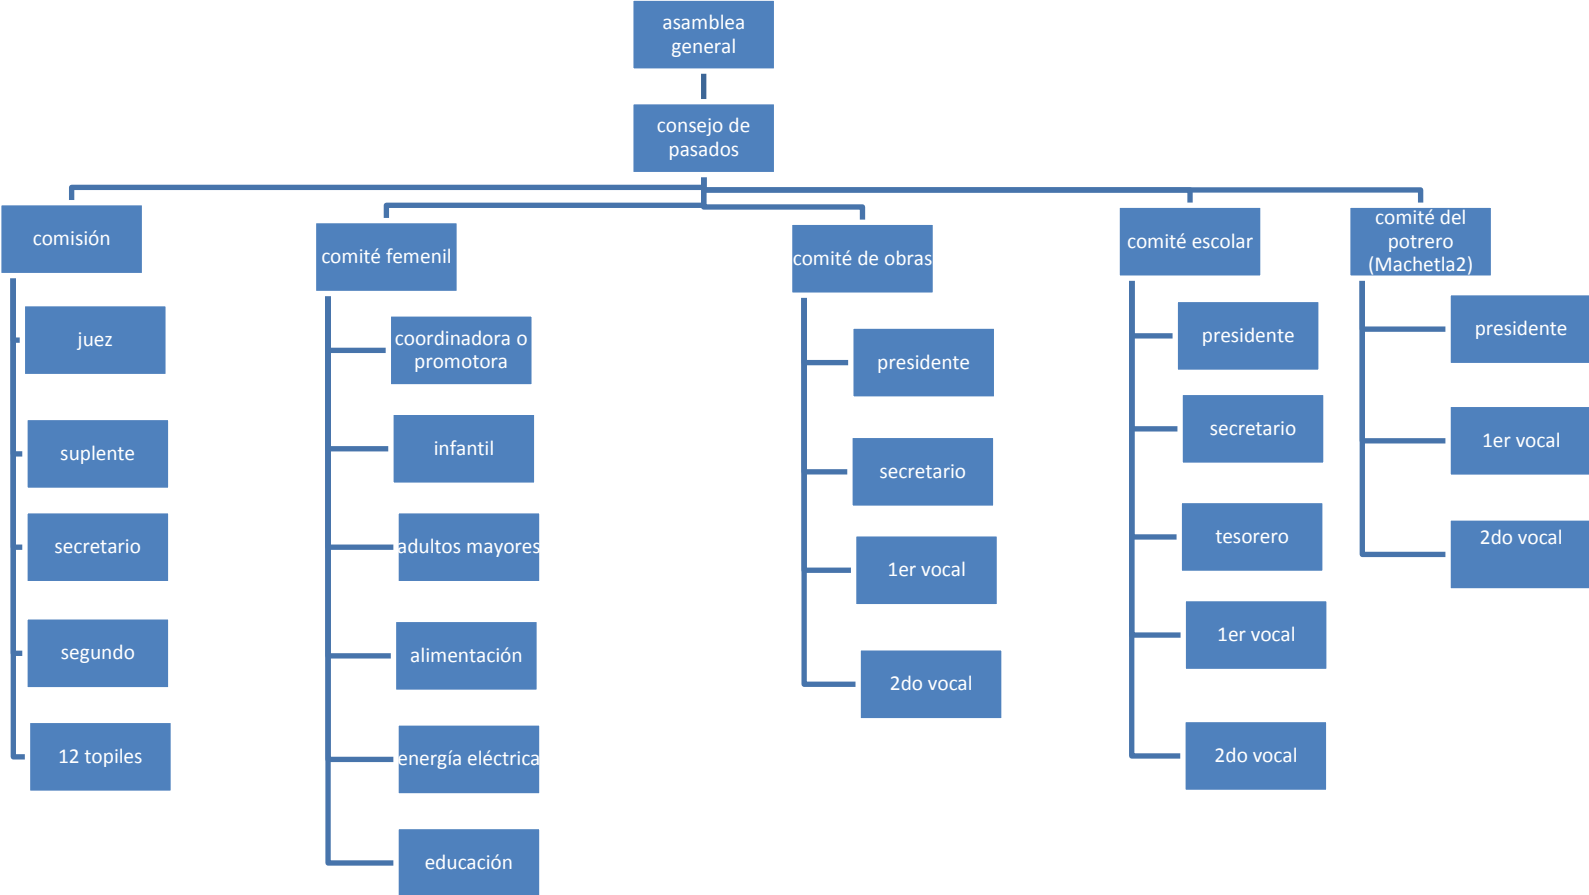 asamblea
general
consejo de
pasados
comisión
juez
suplente
secretario
segundo
12 topiles
comité femenil
coordinadora o
promotora
infantil
adultos mayores
alimentación
energía eléctrica
educación
comité de obras
presidente
secretario
1er vocal
2do vocal
comité escolar
presidente
secretario
tesorero
1er vocal
2do vocal
comité del
potrero
(Machetla2)
presidente
1er vocal
2do vocal